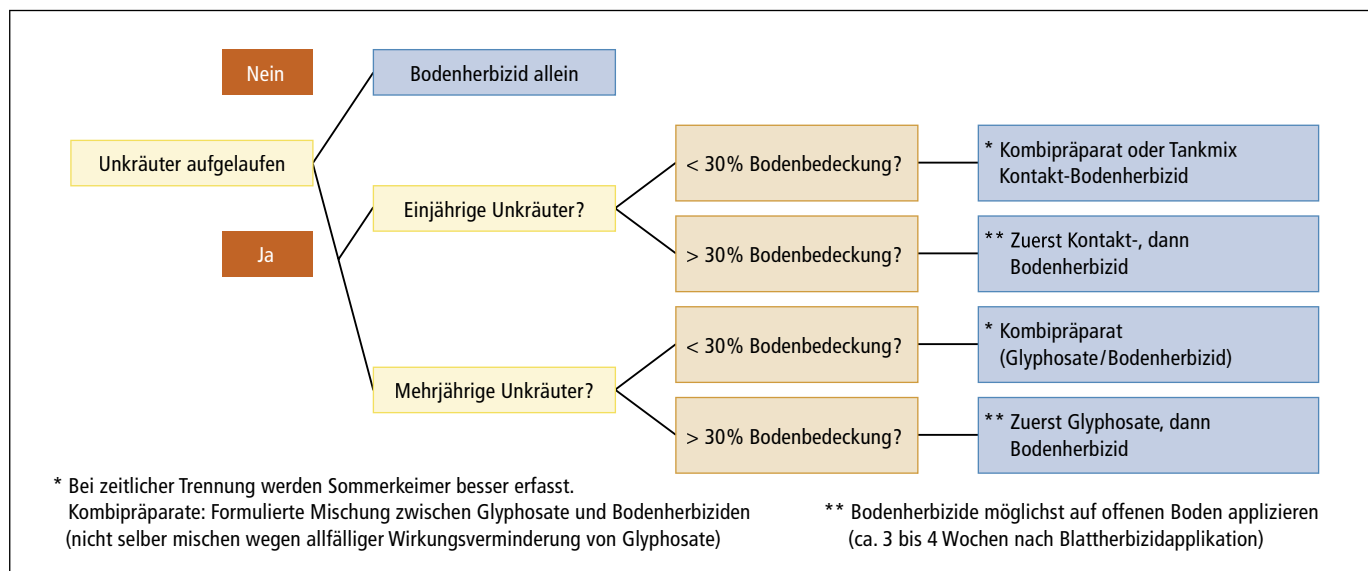 Nein
Bodenherbizid allein
Unkräuter aufgelaufen
< 30% Bodenbedeckung?
* Kombipräparat oder Tankmix
Kontakt-Bodenherbizid
Einjährige Unkräuter?
Ja
> 30% Bodenbedeckung?
** Zuerst Kontakt-, dann
Bodenherbizid
< 30% Bodenbedeckung?
* Kombipräparat
(Glyphosate/Bodenherbizid)
Mehrjährige Unkräuter?
> 30% Bodenbedeckung?
** Zuerst Glyphosate, dann
Bodenherbizid
* Bei zeitlicher Trennung werden Sommerkeimer besser erfasst.
Kombipräparate: Formulierte Mischung zwischen Glyphosate und Bodenherbiziden
(nicht selber mischen wegen allfälliger Wirkungsverminderung von Glyphosate)
** Bodenherbizide möglichst auf offenen Boden applizieren
(ca. 3 bis 4 Wochen nach Blattherbizidapplikation)